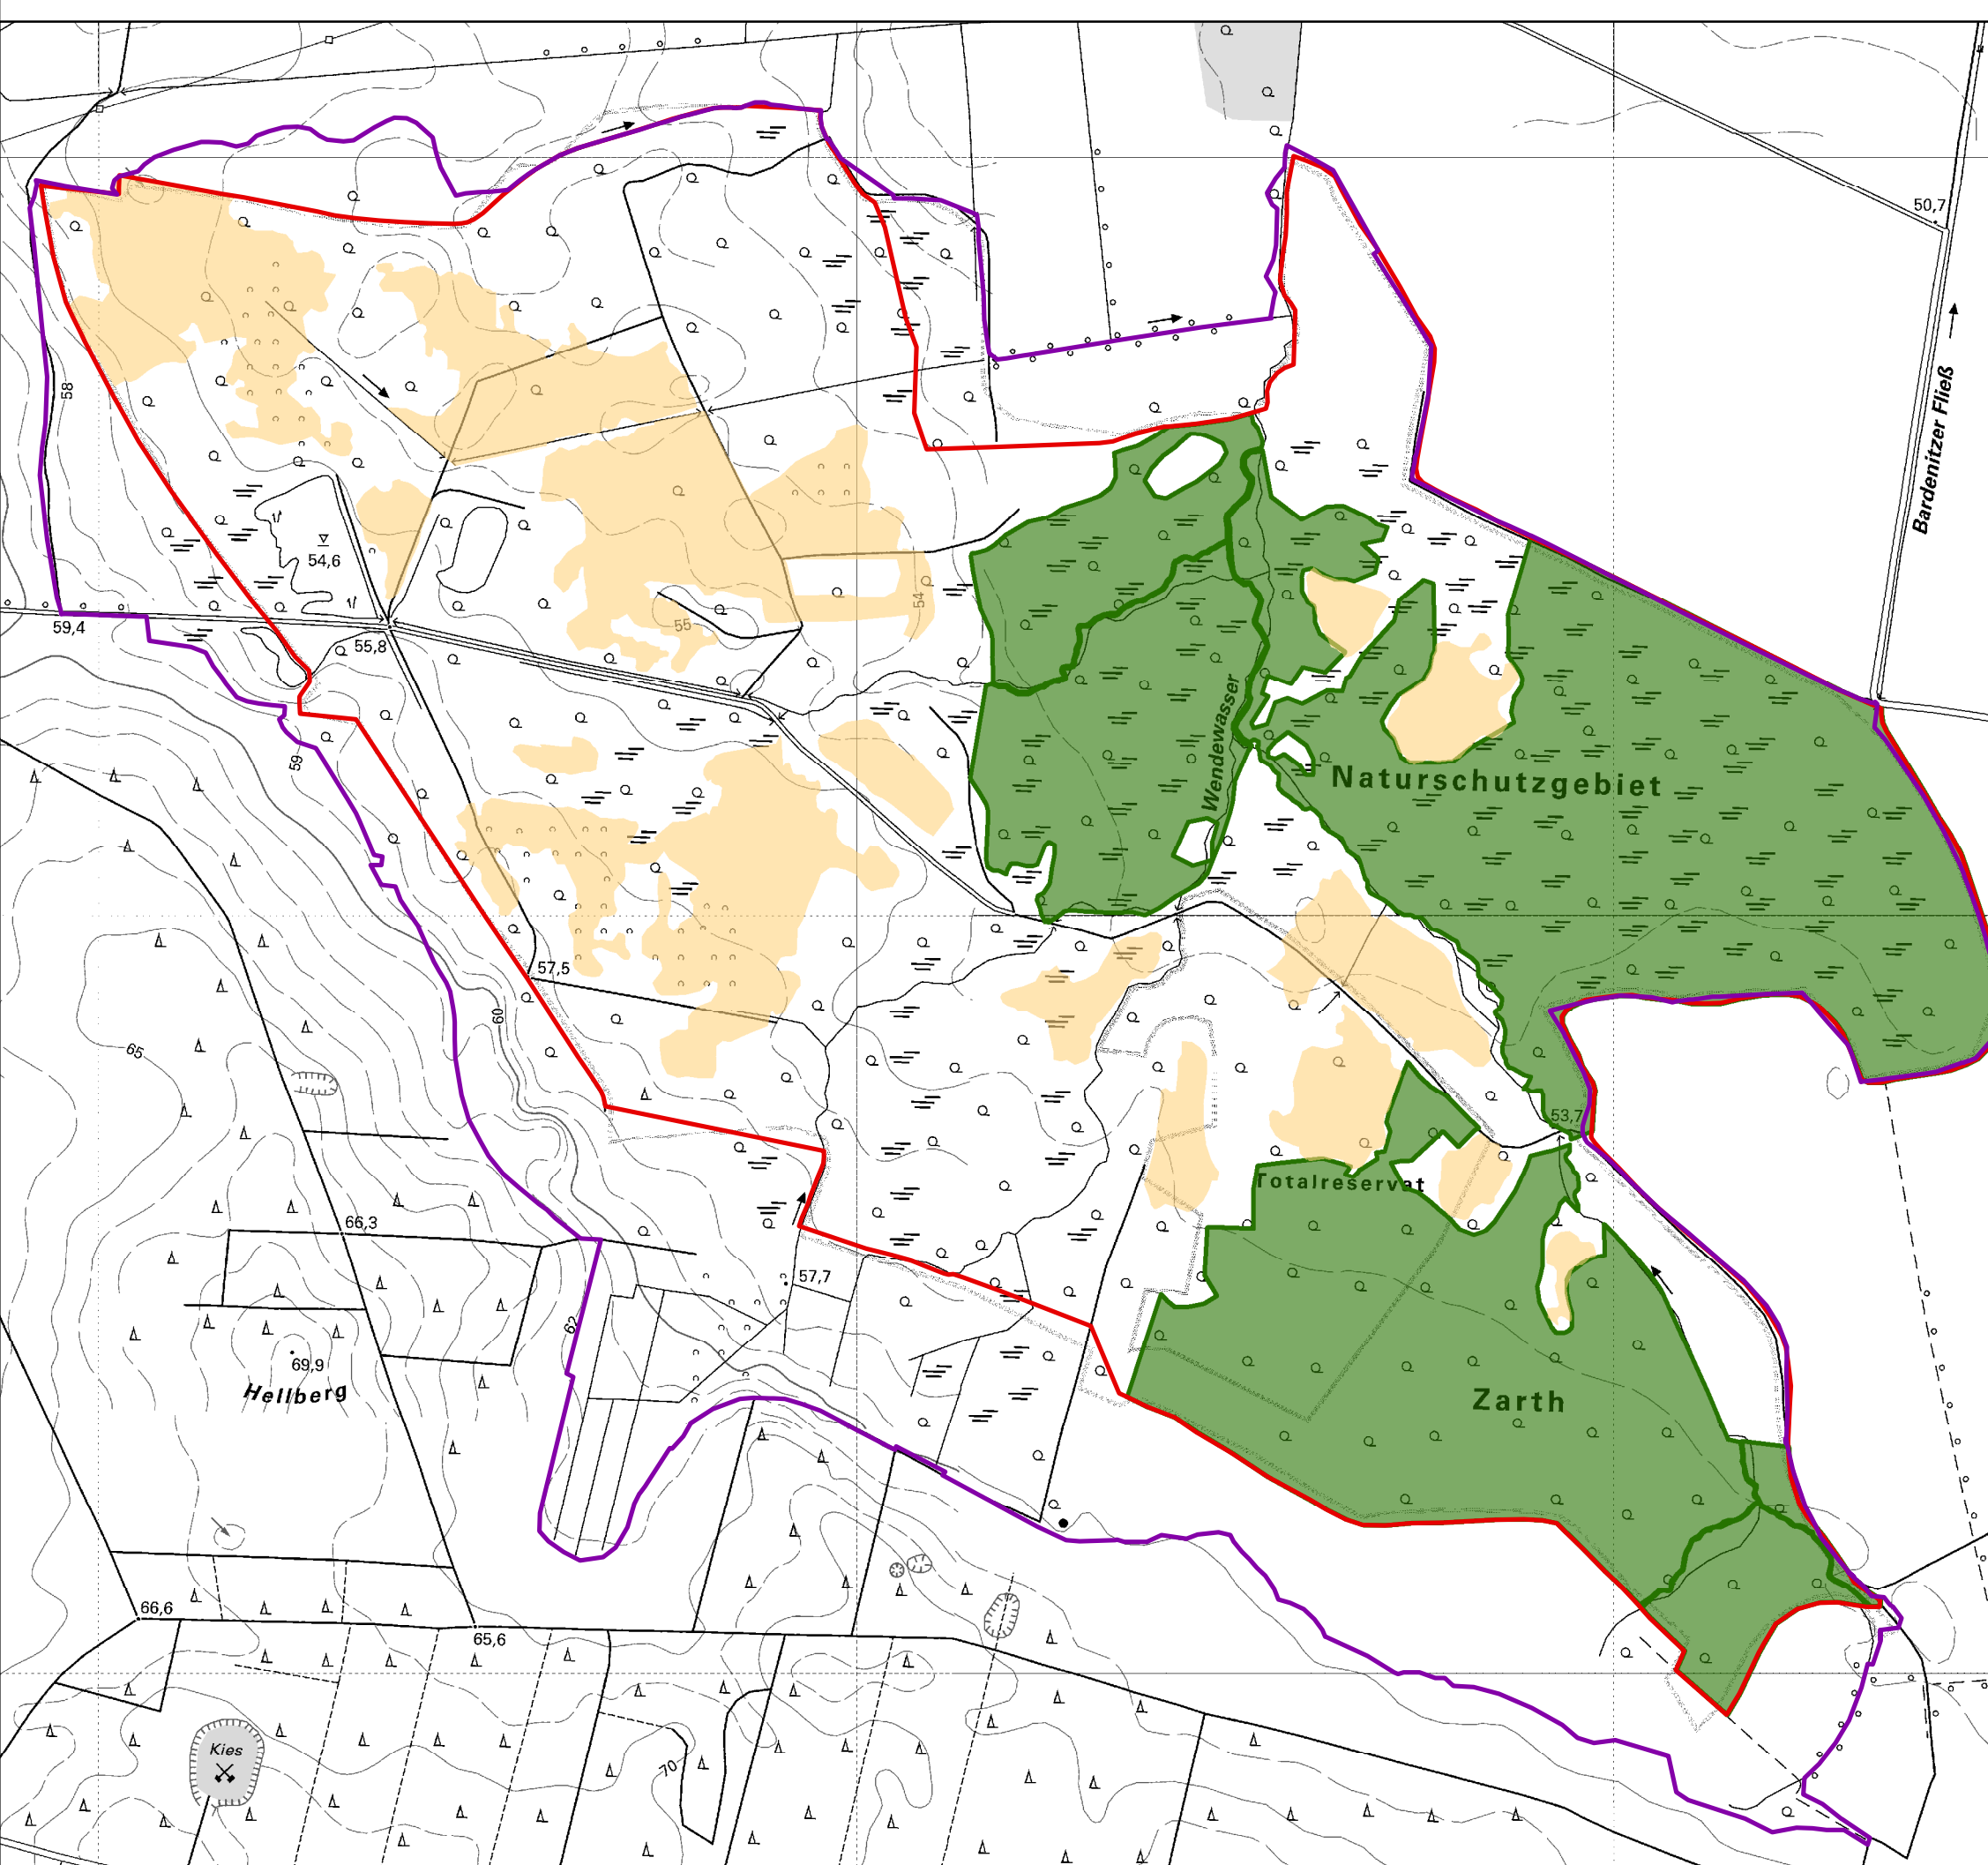 50,7
58
Bardenitzer Fließ
54,6
54
55
59,4
55,8
Wendewasser
59
Naturschutzgebiet
57,5
60
65
53,7
Totalreservat
66,3
57,7
62
69,9
Hellberg
Zarth
66,6
65,6
Kies
70